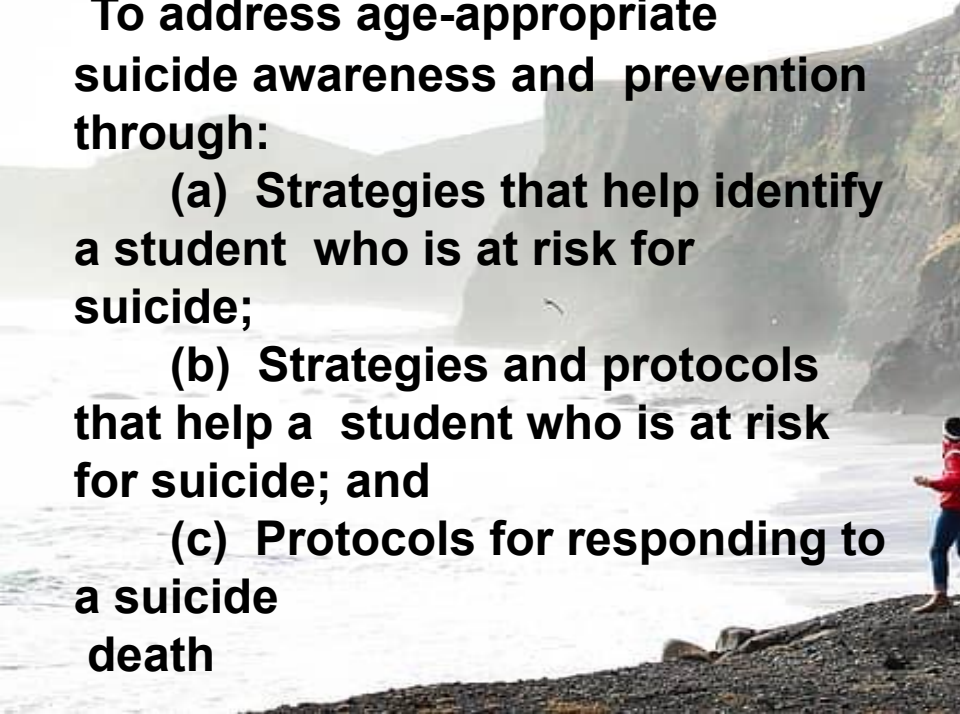 To address age-appropriate
suicide awareness and prevention
through:
(a) Strategies that help identify
a student who is at risk for
suicide;
(b) Strategies and protocols
that help a student who is at risk
for suicide; and
(c) Protocols for responding to
a suicide
death